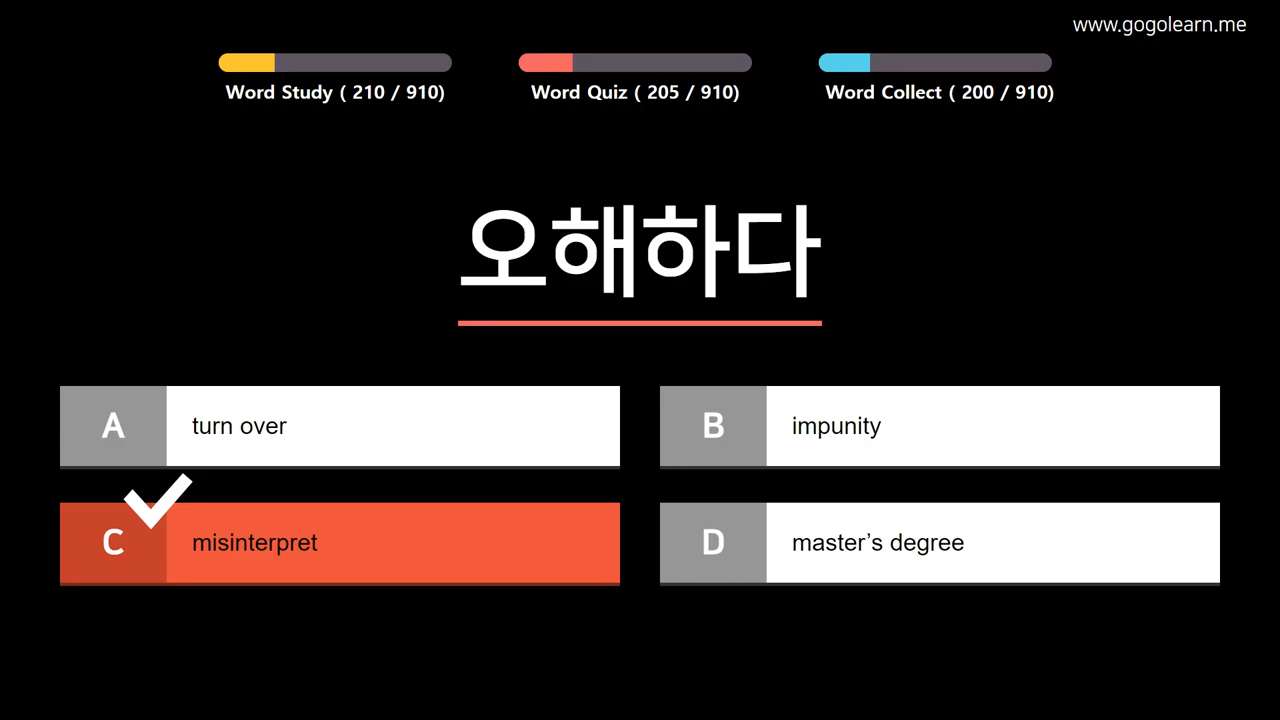 www.gogolearn.me
Word Study ( 210 / 910)
Word Quiz ( 205 / 910)
Word Collect ( 200 / 910)
오해하다
A turn over
B impunity
C misinterpret
D master’s degree